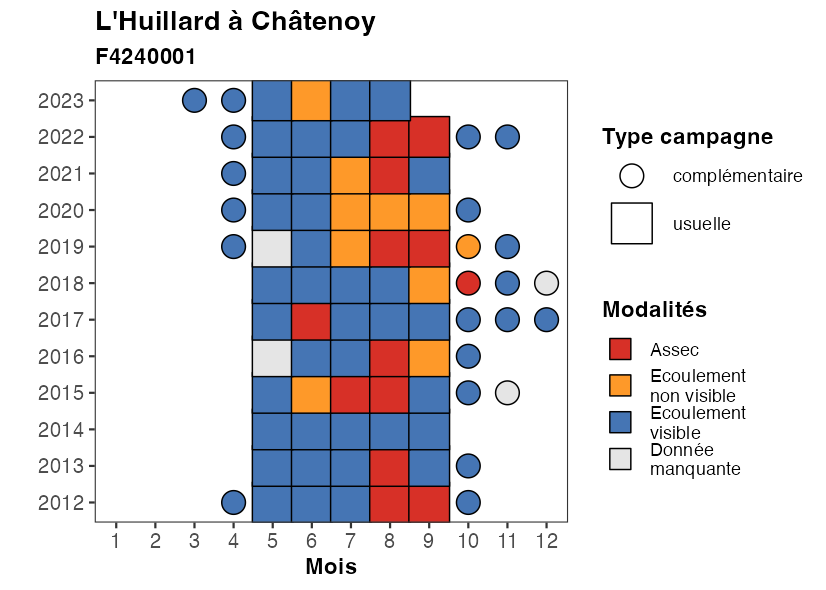 L'Huillard à Châtenoy
F4240001
2023
2022
2021
2020
2019
2018
2017
2016
2015
2014
2013
2012
1 2 3 4 5 6 7 8 9 10 11 12
Mois
Type campagne
complémentaire
usuelle
Modalités
Assec
Ecoulement
non visible
Ecoulement
visible
Donnée
manquante